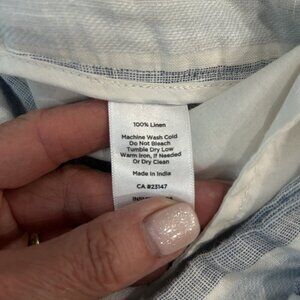 100% Linen
Machine Wash Cold
Do Not Bleach
Tumble Dry Low
Warm Iron, If Needed
Or Dry Clean
Made in India
CA #23147